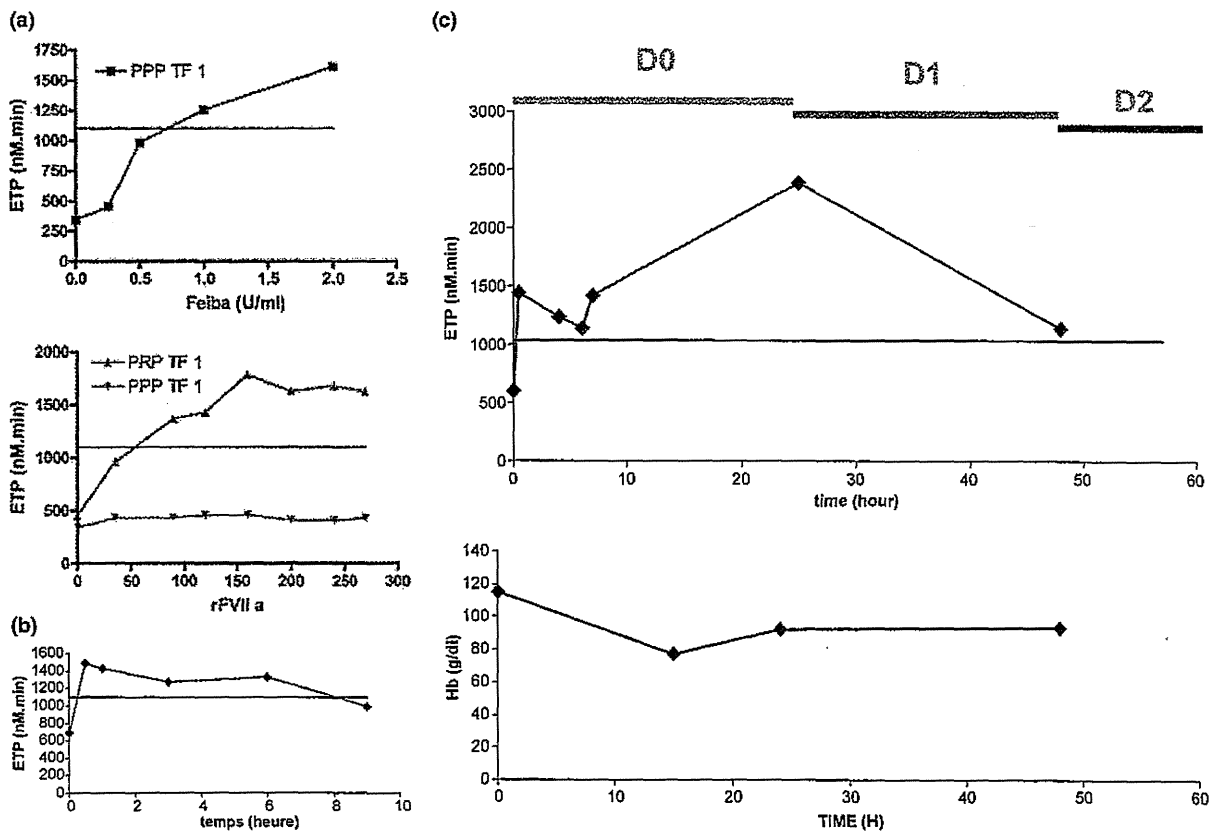 (a)
1750
1500
1250
1000
750
500
250
0
ETP (nM.min)
PPP TF 1
0.0 0.5 1.0 1.5 2.0 2.5
Feiba (U/ml)
2000
1500
1000
500
0
ETP (nM.min)
PRP TF 1
PPP TF 1
0 50 100 150 200 250 300
rFVII a
(b)
1600
1400
1200
1000
800
600
400
200
0
ETP (nM.min)
0 2 4 6 8 10
temps (heure)
(c)
D0
D1
D2
3000
2500
2000
1500
1000
500
0
ETP (nM.min)
0 10 20 30 40 50 60
time (hour)
140
120
100
80
60
40
20
0
Hb (g/dl)
0 10 20 30 40 50 60
TIME (H)